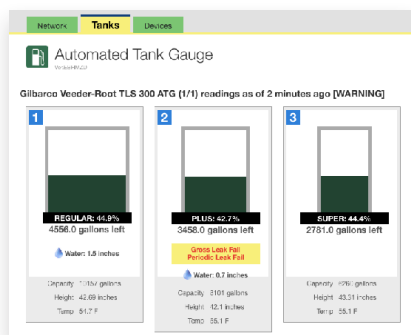 Network
Tanks
Devices
Automated Tank Gauge
Gilbarco Veeder-Root TLS 300 ATG (1/1) readings as of 2 minutes ago [WARNING]
1
REGULAR: 44.9%
4556.0 gallons left
Water: 1.5 inches
Capacity 10157 gallons
Height 42.69 inches
Temp 54.7 F
2
PLUS: 42.7%
3458.0 gallons left
Gross Leak Fail
Periodic Leak Fail
Water: 0.7 inches
Capacity 8101 gallons
Height 42.1 inches
Temp 55.1 F
3
SUPER: 44.4%
2781.0 gallons left
Capacity gallons
Height 43.31 inches
Temp 55.1 F